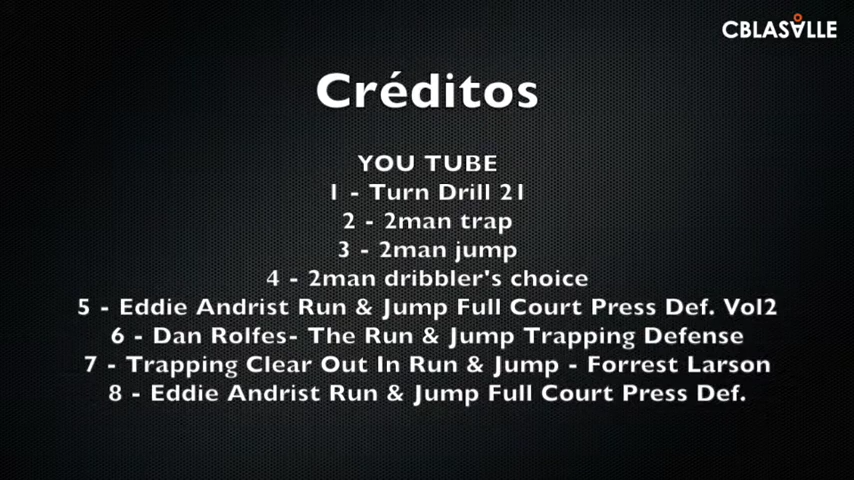 CBLASALLE
Créditos
YOU TUBE
1 - Turn Drill 21
2 - 2man trap
3 - 2man jump
4 - 2man dribbler's choice
5 - Eddie Andrist Run & Jump Full Court Press Def. Vol2
6 - Dan Rolfes- The Run & Jump Trapping Defense
7 - Trapping Clear Out In Run & Jump - Forrest Larson
8 - Eddie Andrist Run & Jump Full Court Press Def.